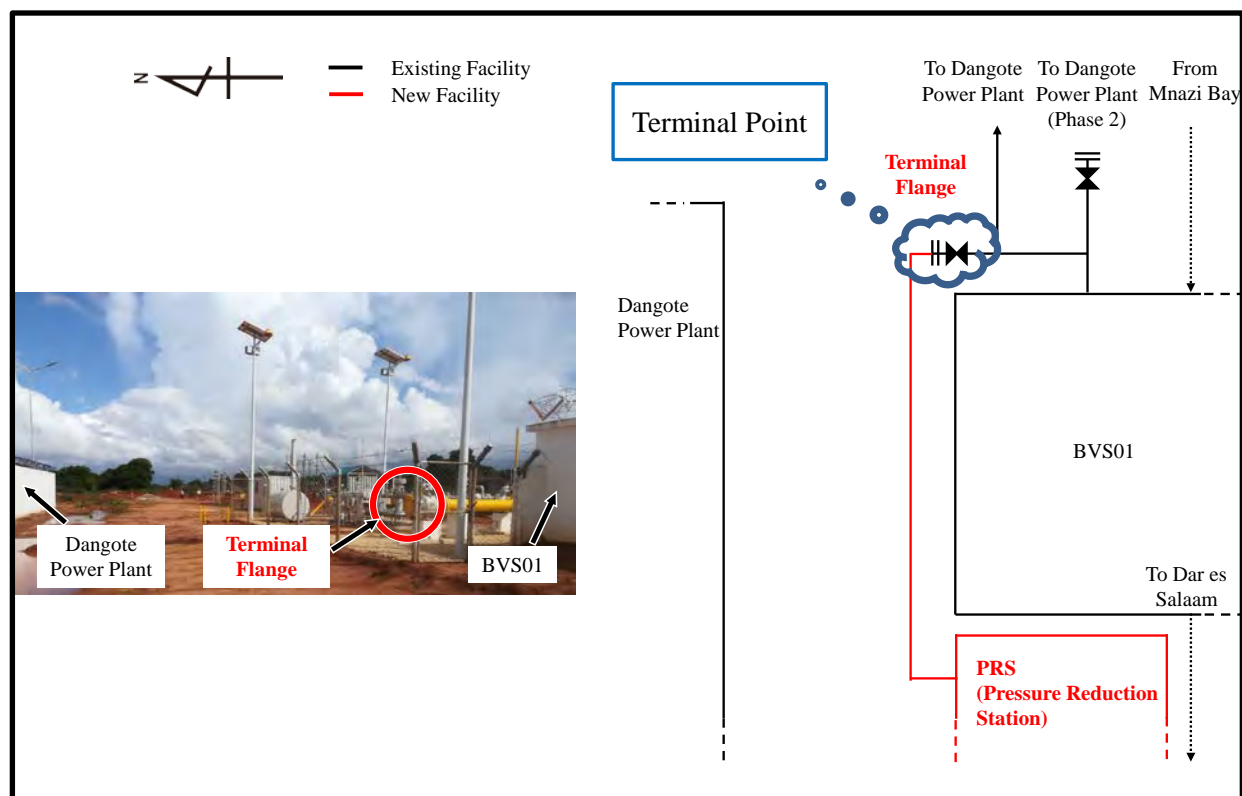 N
Existing Facility
New Facility
Terminal Point
To Dangote
Power Plant
To Dangote
Power Plant
(Phase 2)
From
Mnazi Bay
Terminal
Flange
Dangote
Power Plant
BVS01
To Dar es
Salaam
PRS
(Pressure Reduction
Station)
Dangote
Power Plant
Terminal
Flange
BVS01